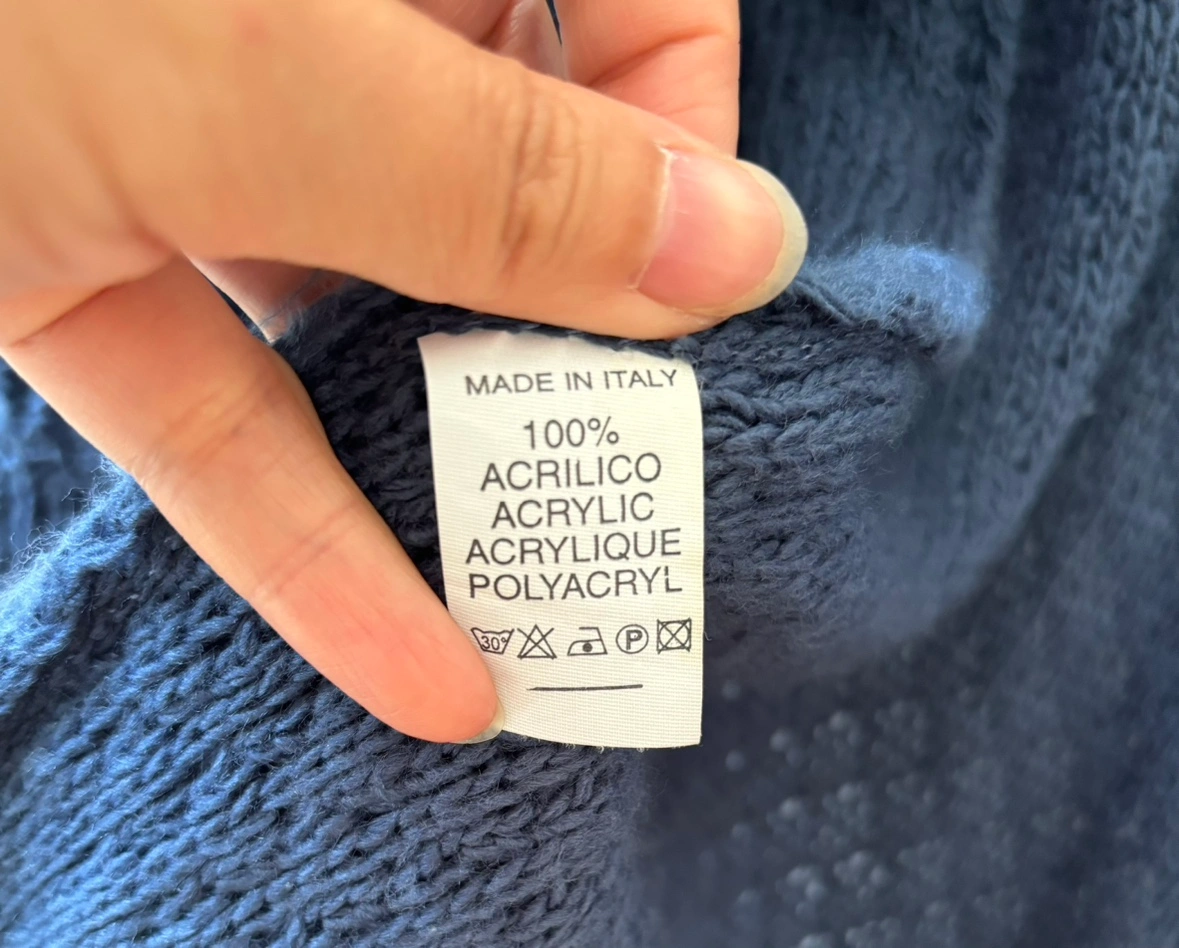 MADE IN ITALY
100%
ACRILICO
ACRYLIC
ACRYLIQUE
POLYACRYL
30° P